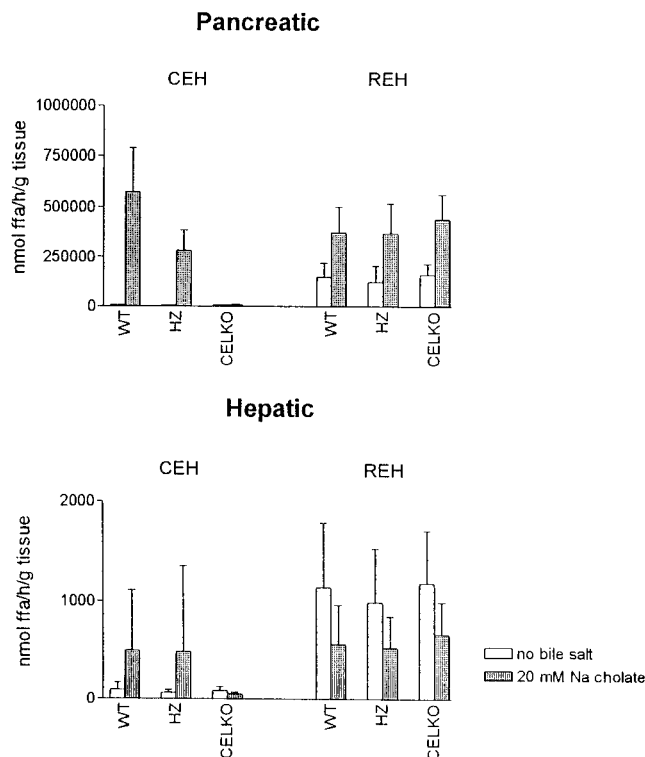 Pancreatic
CEH
REH
nmol ffa/h/g tissue
1000000
750000
500000
250000
0
WT
HZ
CELKO
WT
HZ
CELKO
Hepatic
CEH
REH
nmol ffa/h/g tissue
2000
1000
0
WT
HZ
CELKO
WT
HZ
CELKO
no bile salt
20 mM Na cholate